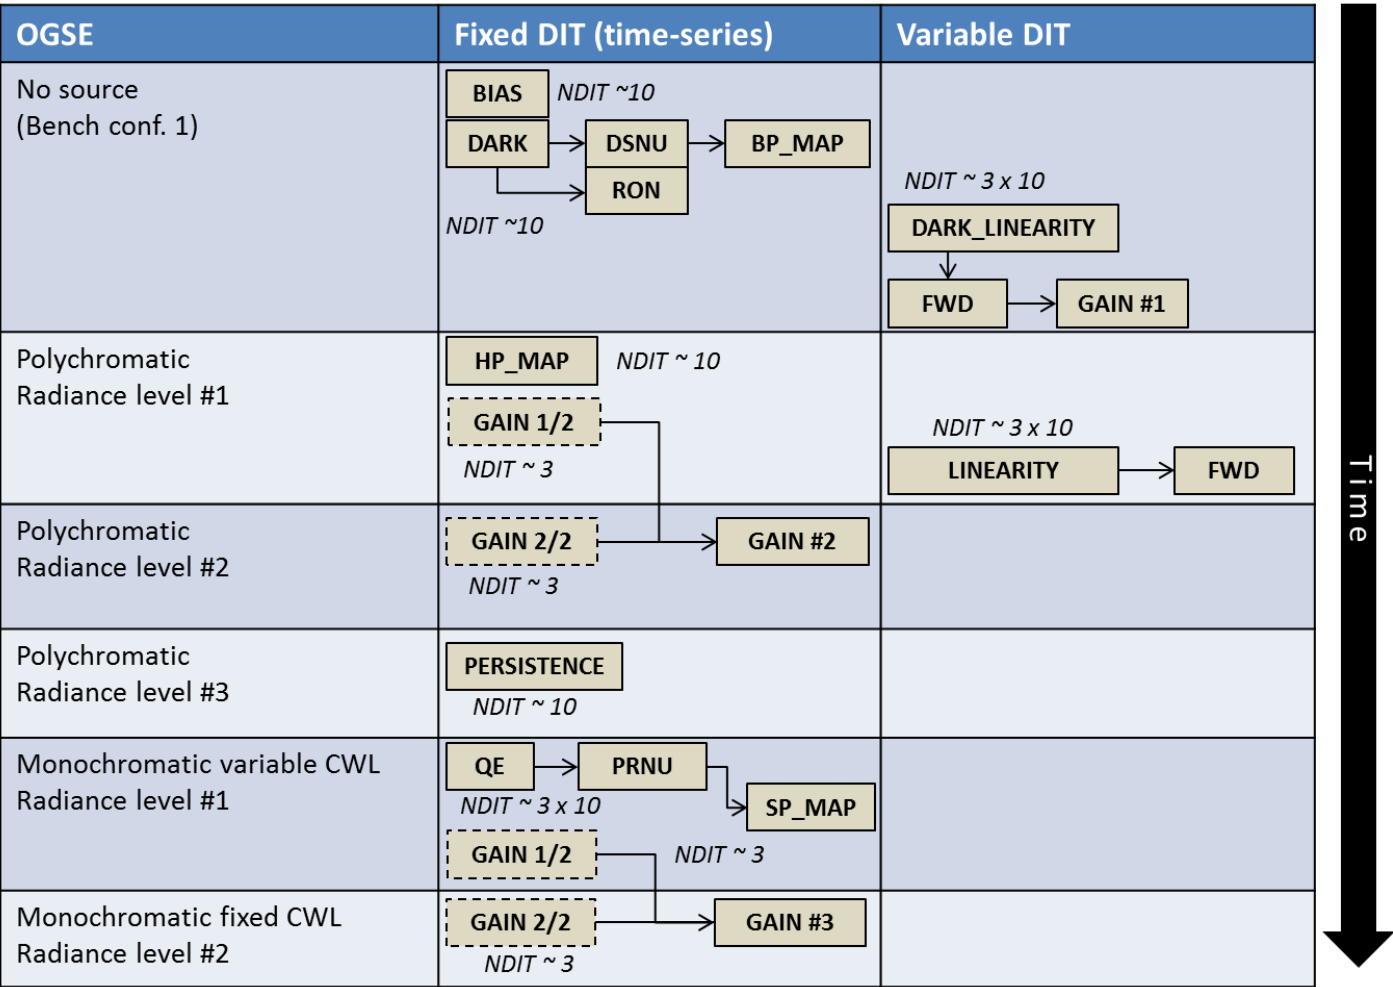 OGSE
Fixed DIT (time-series)
Variable DIT
No source
(Bench conf. 1)
BIAS
NDIT ~10
DARK
DSNU
BP_MAP
RON
NDIT ~10
NDIT ~ 3 x 10
DARK_LINEARITY
FWD
GAIN #1
Polychromatic
Radiance level #1
HP_MAP
NDIT ~ 10
GAIN 1/2
NDIT ~ 3
NDIT ~ 3 x 10
LINEARITY
FWD
Polychromatic
Radiance level #2
GAIN 2/2
GAIN #2
NDIT ~ 3
Polychromatic
Radiance level #3
PERSISTENCE
NDIT ~ 10
Monochromatic variable CWL
Radiance level #1
QE
PRNU
NDIT ~ 3 x 10
SP_MAP
GAIN 1/2
NDIT ~ 3
Monochromatic fixed CWL
Radiance level #2
GAIN 2/2
GAIN #3
NDIT ~ 3
Time